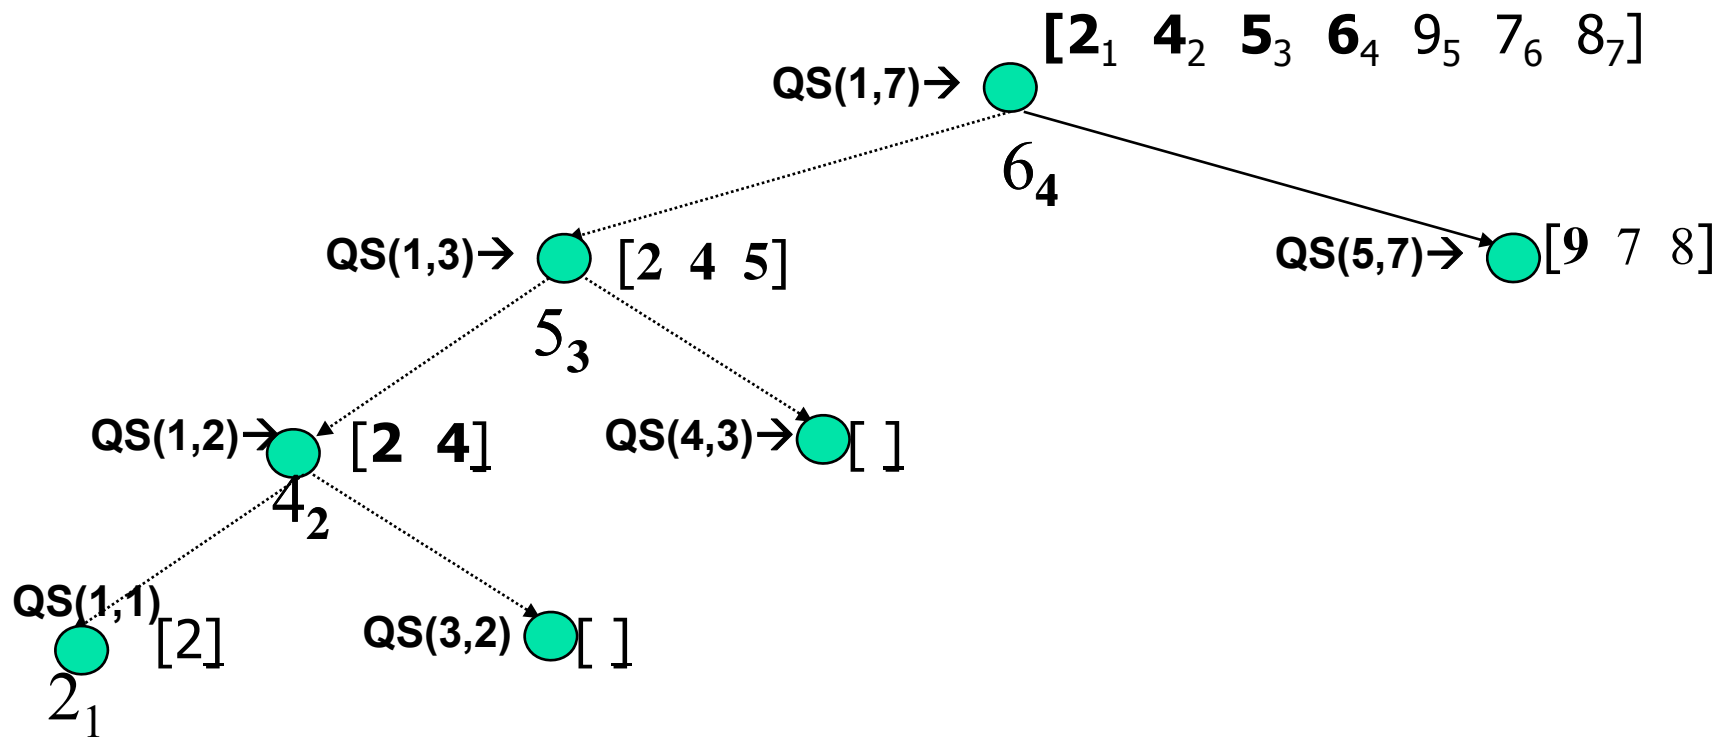 [2₁ 4₂ 5₃ 6₄ 9₅ 7₆ 8₇]
QS(1,7)→
6₄
QS(1,3)→ [2 4 5]
QS(5,7)→ [9 7 8]
5₃
QS(1,2)→ [2 4]
QS(4,3)→ [ ]
4₂
QS(1,1) [2]
QS(3,2) [ ]
2₁